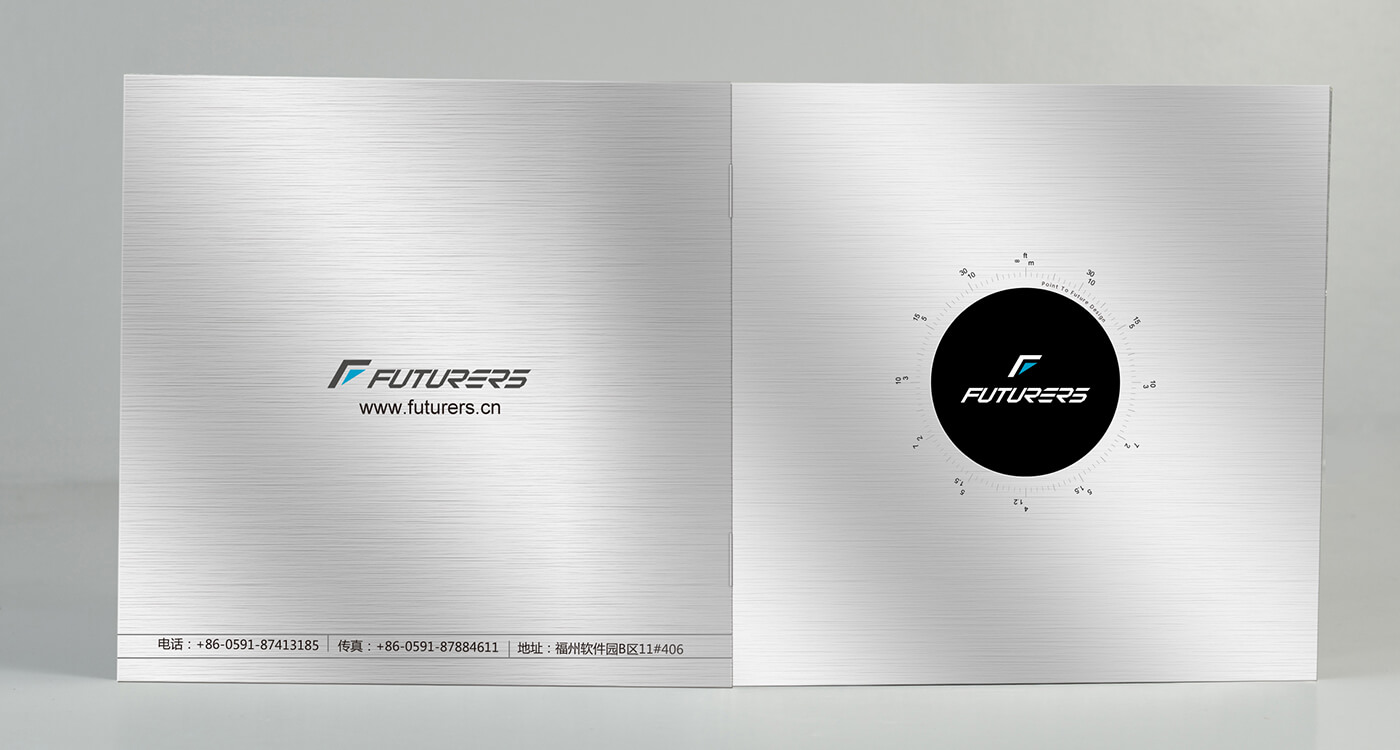 FUTURERS
www.futurers.cn
电话：+86-0591-87413185
传真：+86-0591-87884611
地址：福州软件园B区11#406
ft
∞ m
30 10
15 5
10 3
7 2
5 1.5
4 1.2
5 1.5
7 2
10 3
15 5
30 10
Point To Future Design
FUTURERS